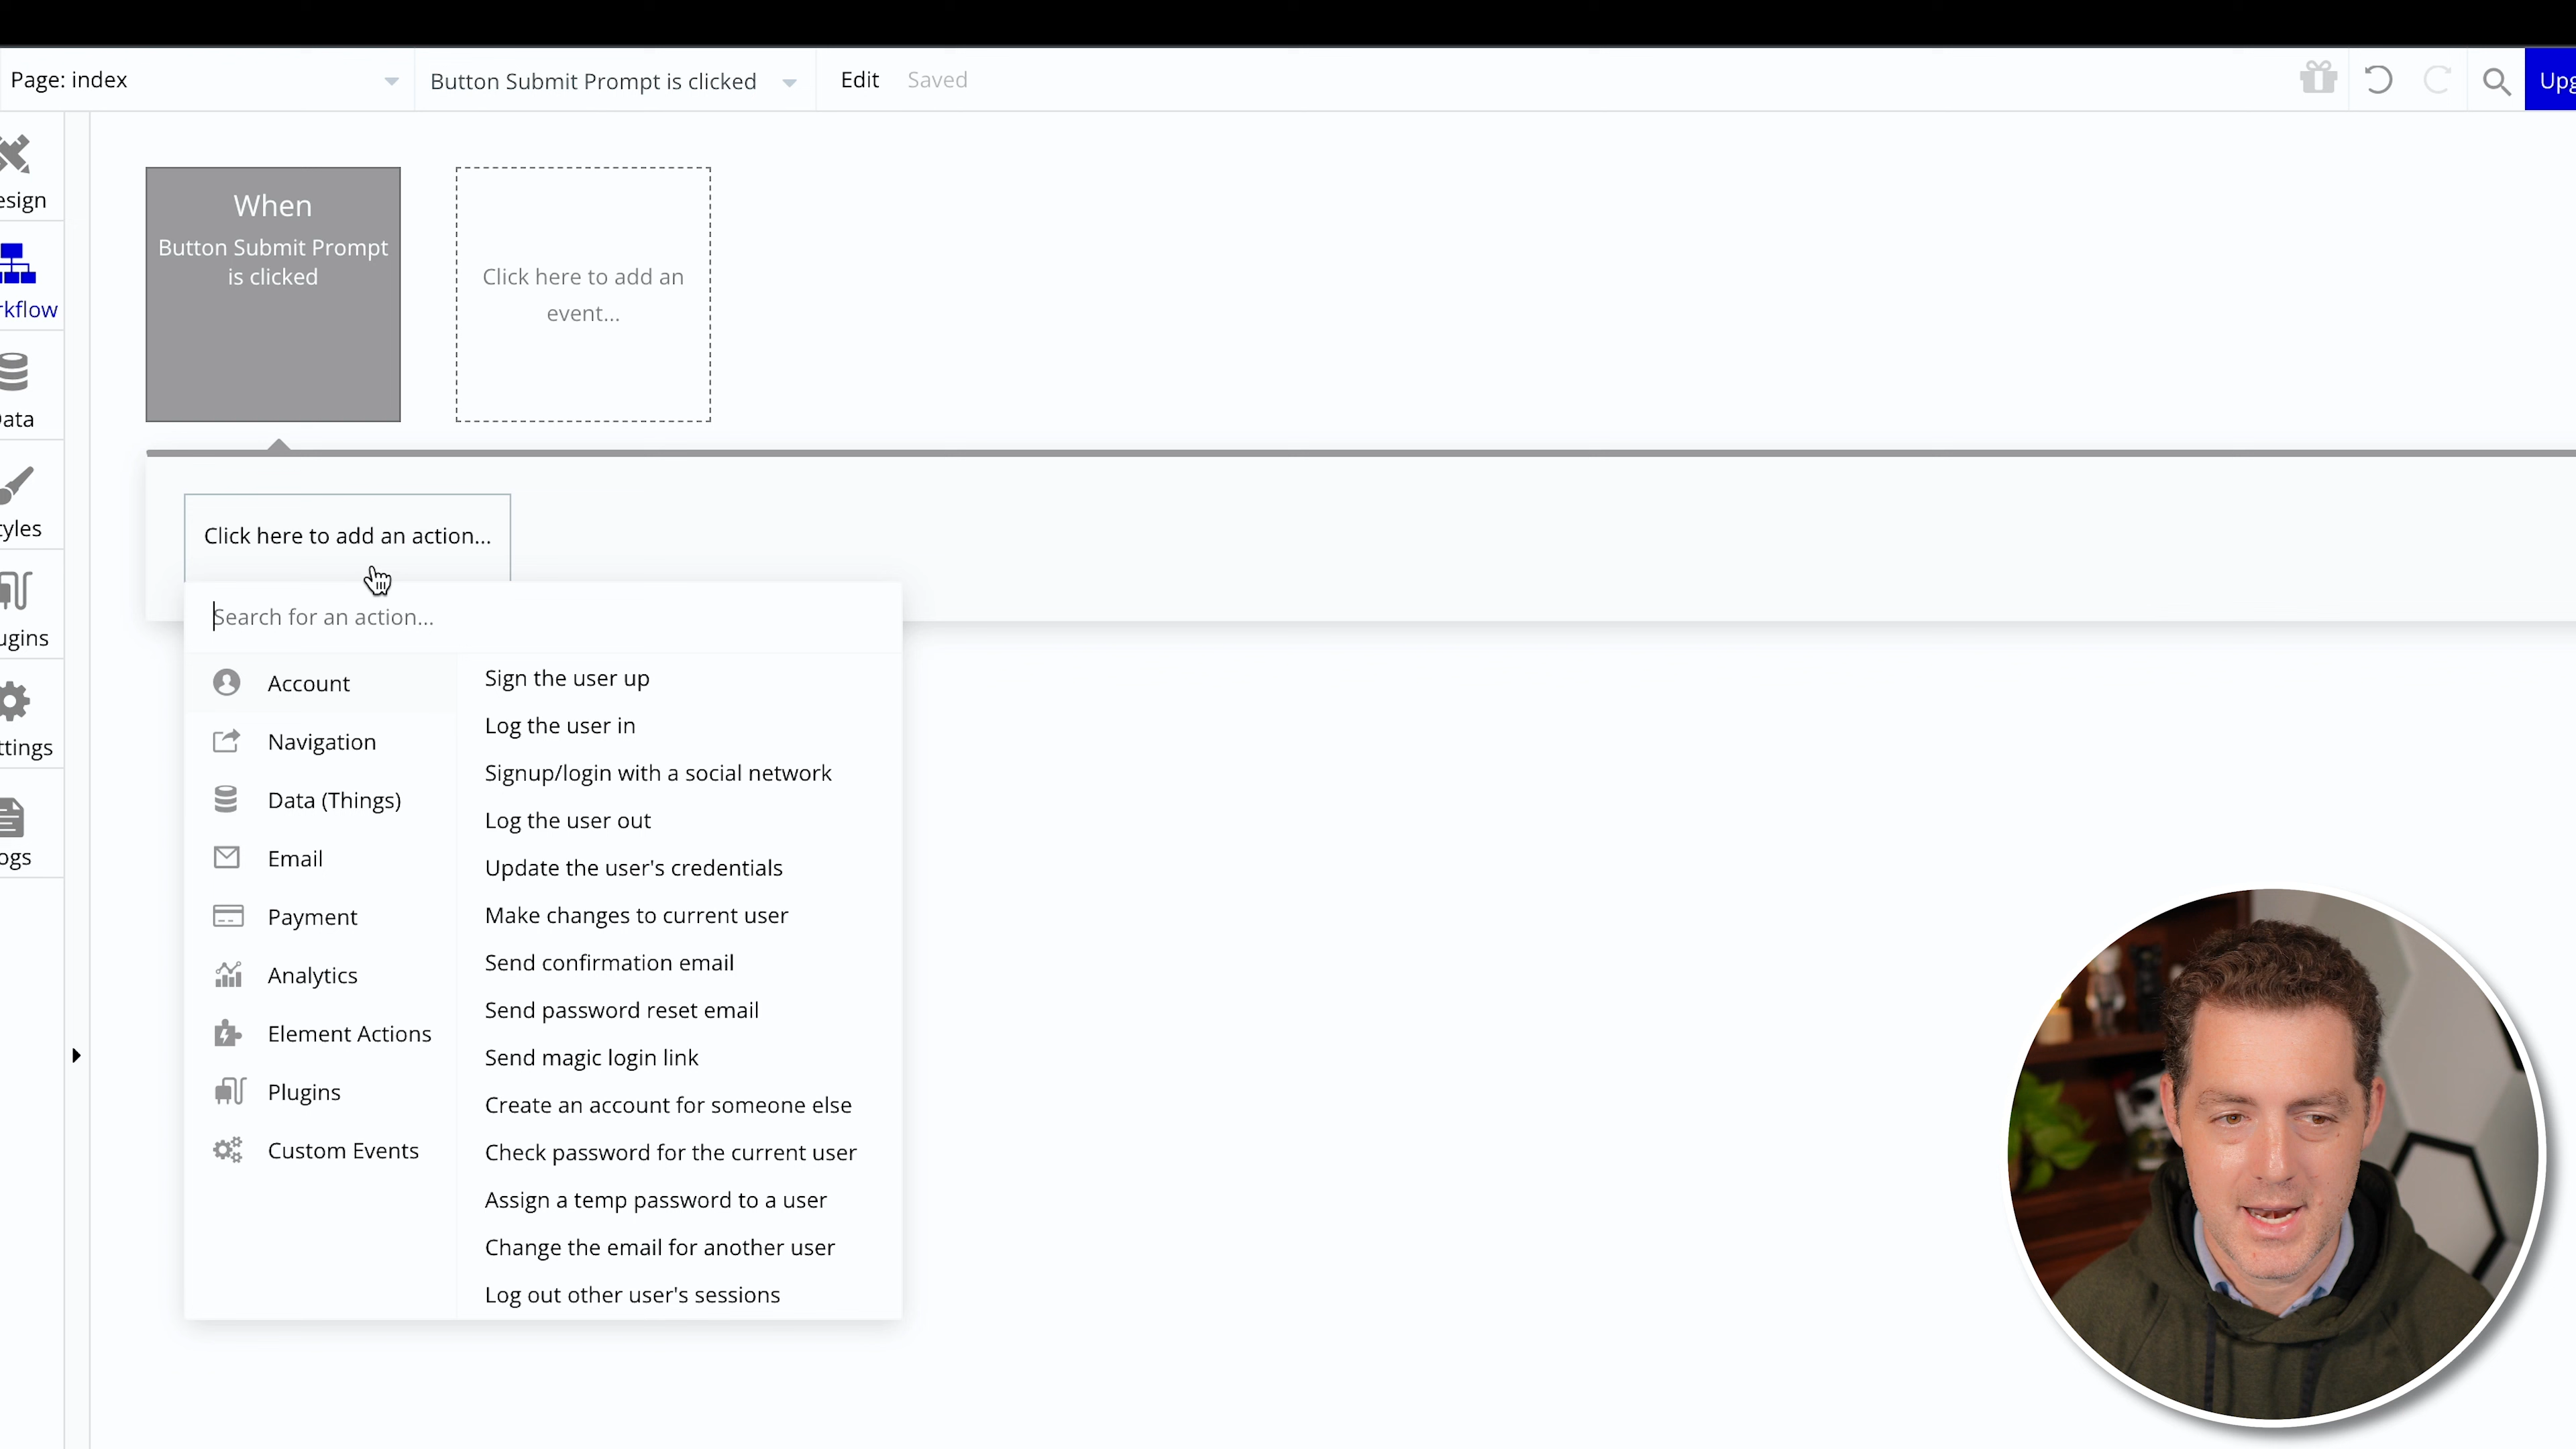 Page: index
Button Submit Prompt is clicked
Edit
Saved
Upg
esign
rkflow
ata
tyles
ugins
ttings
ogs
When
Button Submit Prompt
is clicked
Click here to add an
event...
Click here to add an action...
Search for an action...
Account
Navigation
Data (Things)
Email
Payment
Analytics
Element Actions
Plugins
Custom Events
Sign the user up
Log the user in
Signup/login with a social network
Log the user out
Update the user's credentials
Make changes to current user
Send confirmation email
Send password reset email
Send magic login link
Create an account for someone else
Check password for the current user
Assign a temp password to a user
Change the email for another user
Log out other user's sessions